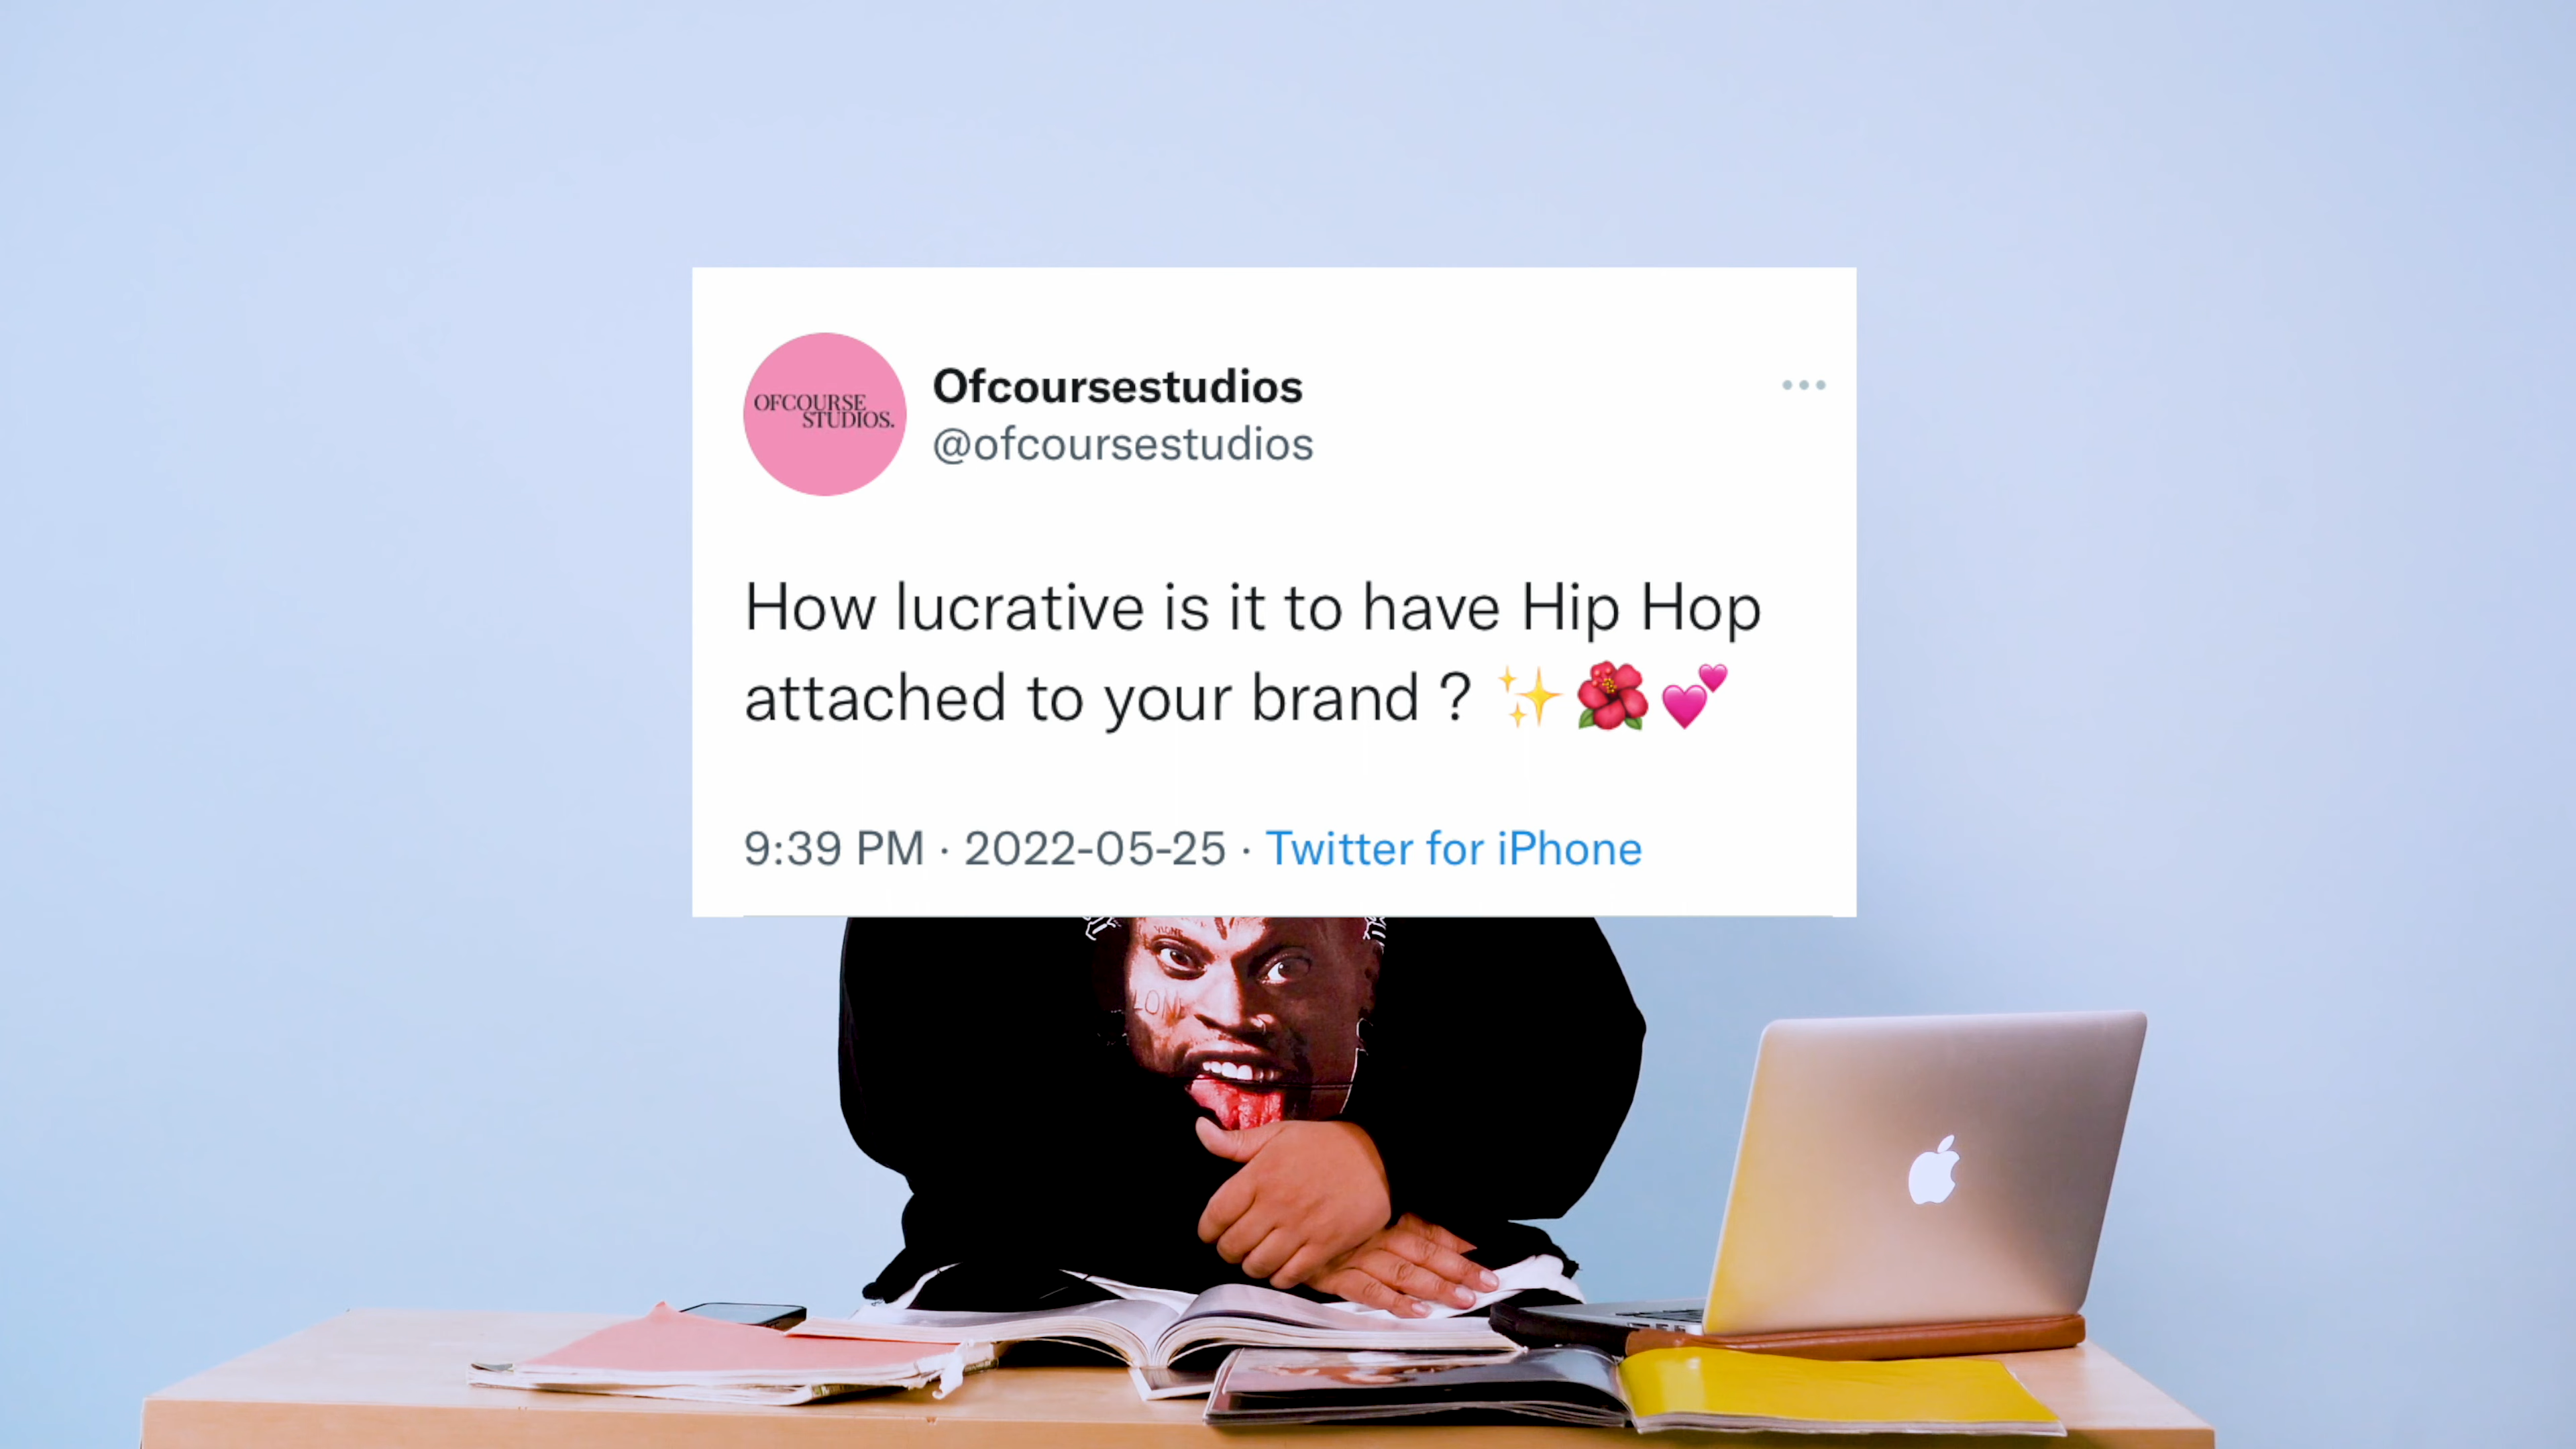 OFCOURSE
STUDIOS.
Ofcoursestudios
@ofcoursestudios
How lucrative is it to have Hip Hop
attached to your brand ? ✨🌺💕
9:39 PM · 2022-05-25 · Twitter for iPhone